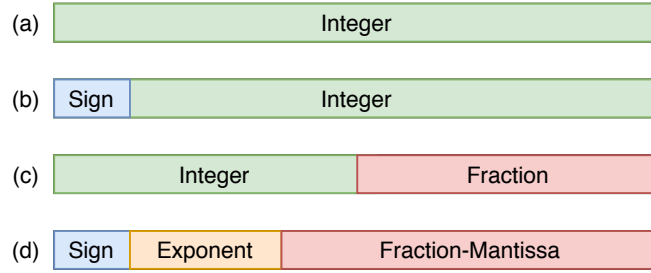 (a) Integer
(b) Sign Integer
(c) Integer Fraction
(d) Sign Exponent Fraction-Mantissa